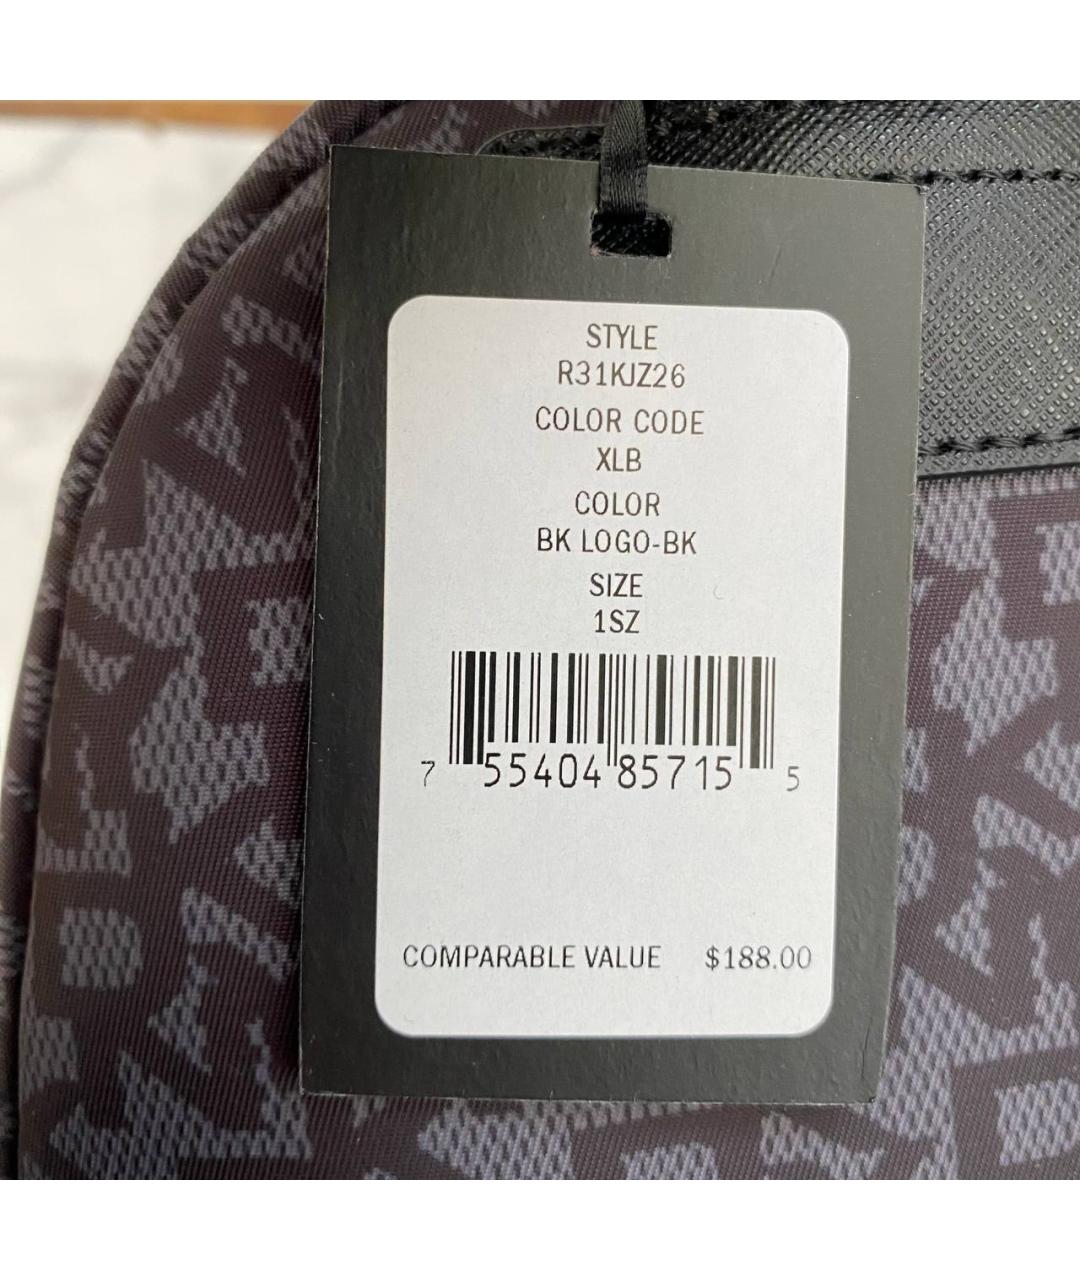 STYLE
R31KJZ26
COLOR CODE
XLB
COLOR
BK LOGO-BK
SIZE
1SZ
7 55404 85715 5
COMPARABLE VALUE $188.00